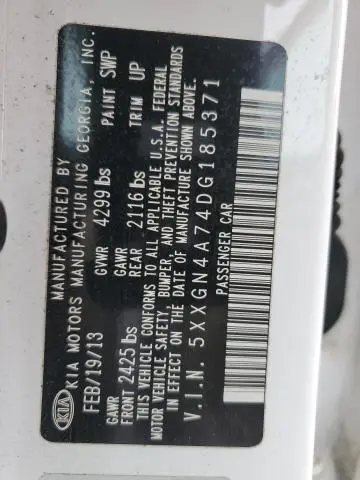 MANUFACTURED BY
KIA KIA MOTORS MANUFACTURING GEORGIA, INC.
FEB/19/13 GVWR 4299 lbs PAINT SWP
GAWR FRONT 2425 lbs GAWR REAR 2116 lbs TRIM UP
THIS VEHICLE CONFORMS TO ALL APPLICABLE U.S.A. FEDERAL
MOTOR VEHICLE SAFETY, BUMPER, AND THEFT PREVENTION STANDARDS
IN EFFECT ON THE DATE OF MANUFACTURE SHOWN ABOVE.
V.I.N. 5XXGN4A74DG185371
PASSENGER CAR